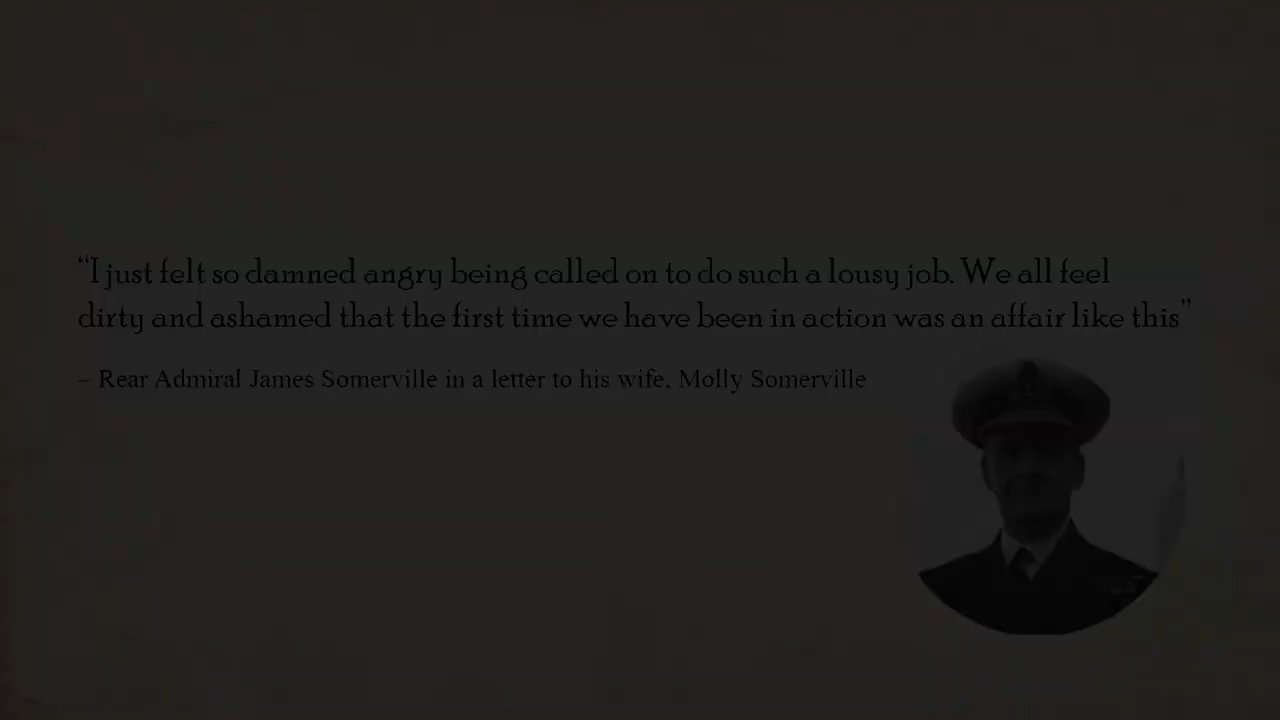 “I just felt so damned angry being called on to do such a lousy job. We all feel
dirty and ashamed that the first time we have been in action was an affair like this”
– Rear Admiral James Somerville in a letter to his wife, Molly Somerville